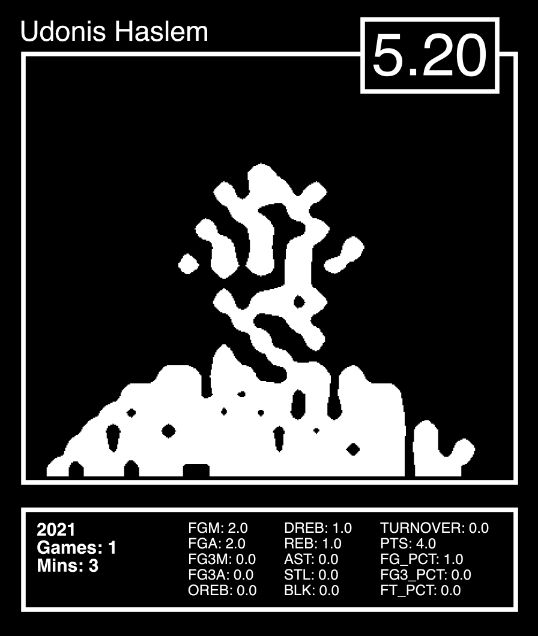 Udonis Haslem
5.20
2021
Games: 1
Mins: 3
FGM: 2.0
FGA: 2.0
FG3M: 0.0
FG3A: 0.0
OREB: 0.0
DREB: 1.0
REB: 1.0
AST: 0.0
STL: 0.0
BLK: 0.0
TURNOVER: 0.0
PTS: 4.0
FG_PCT: 1.0
FG3_PCT: 0.0
FT_PCT: 0.0